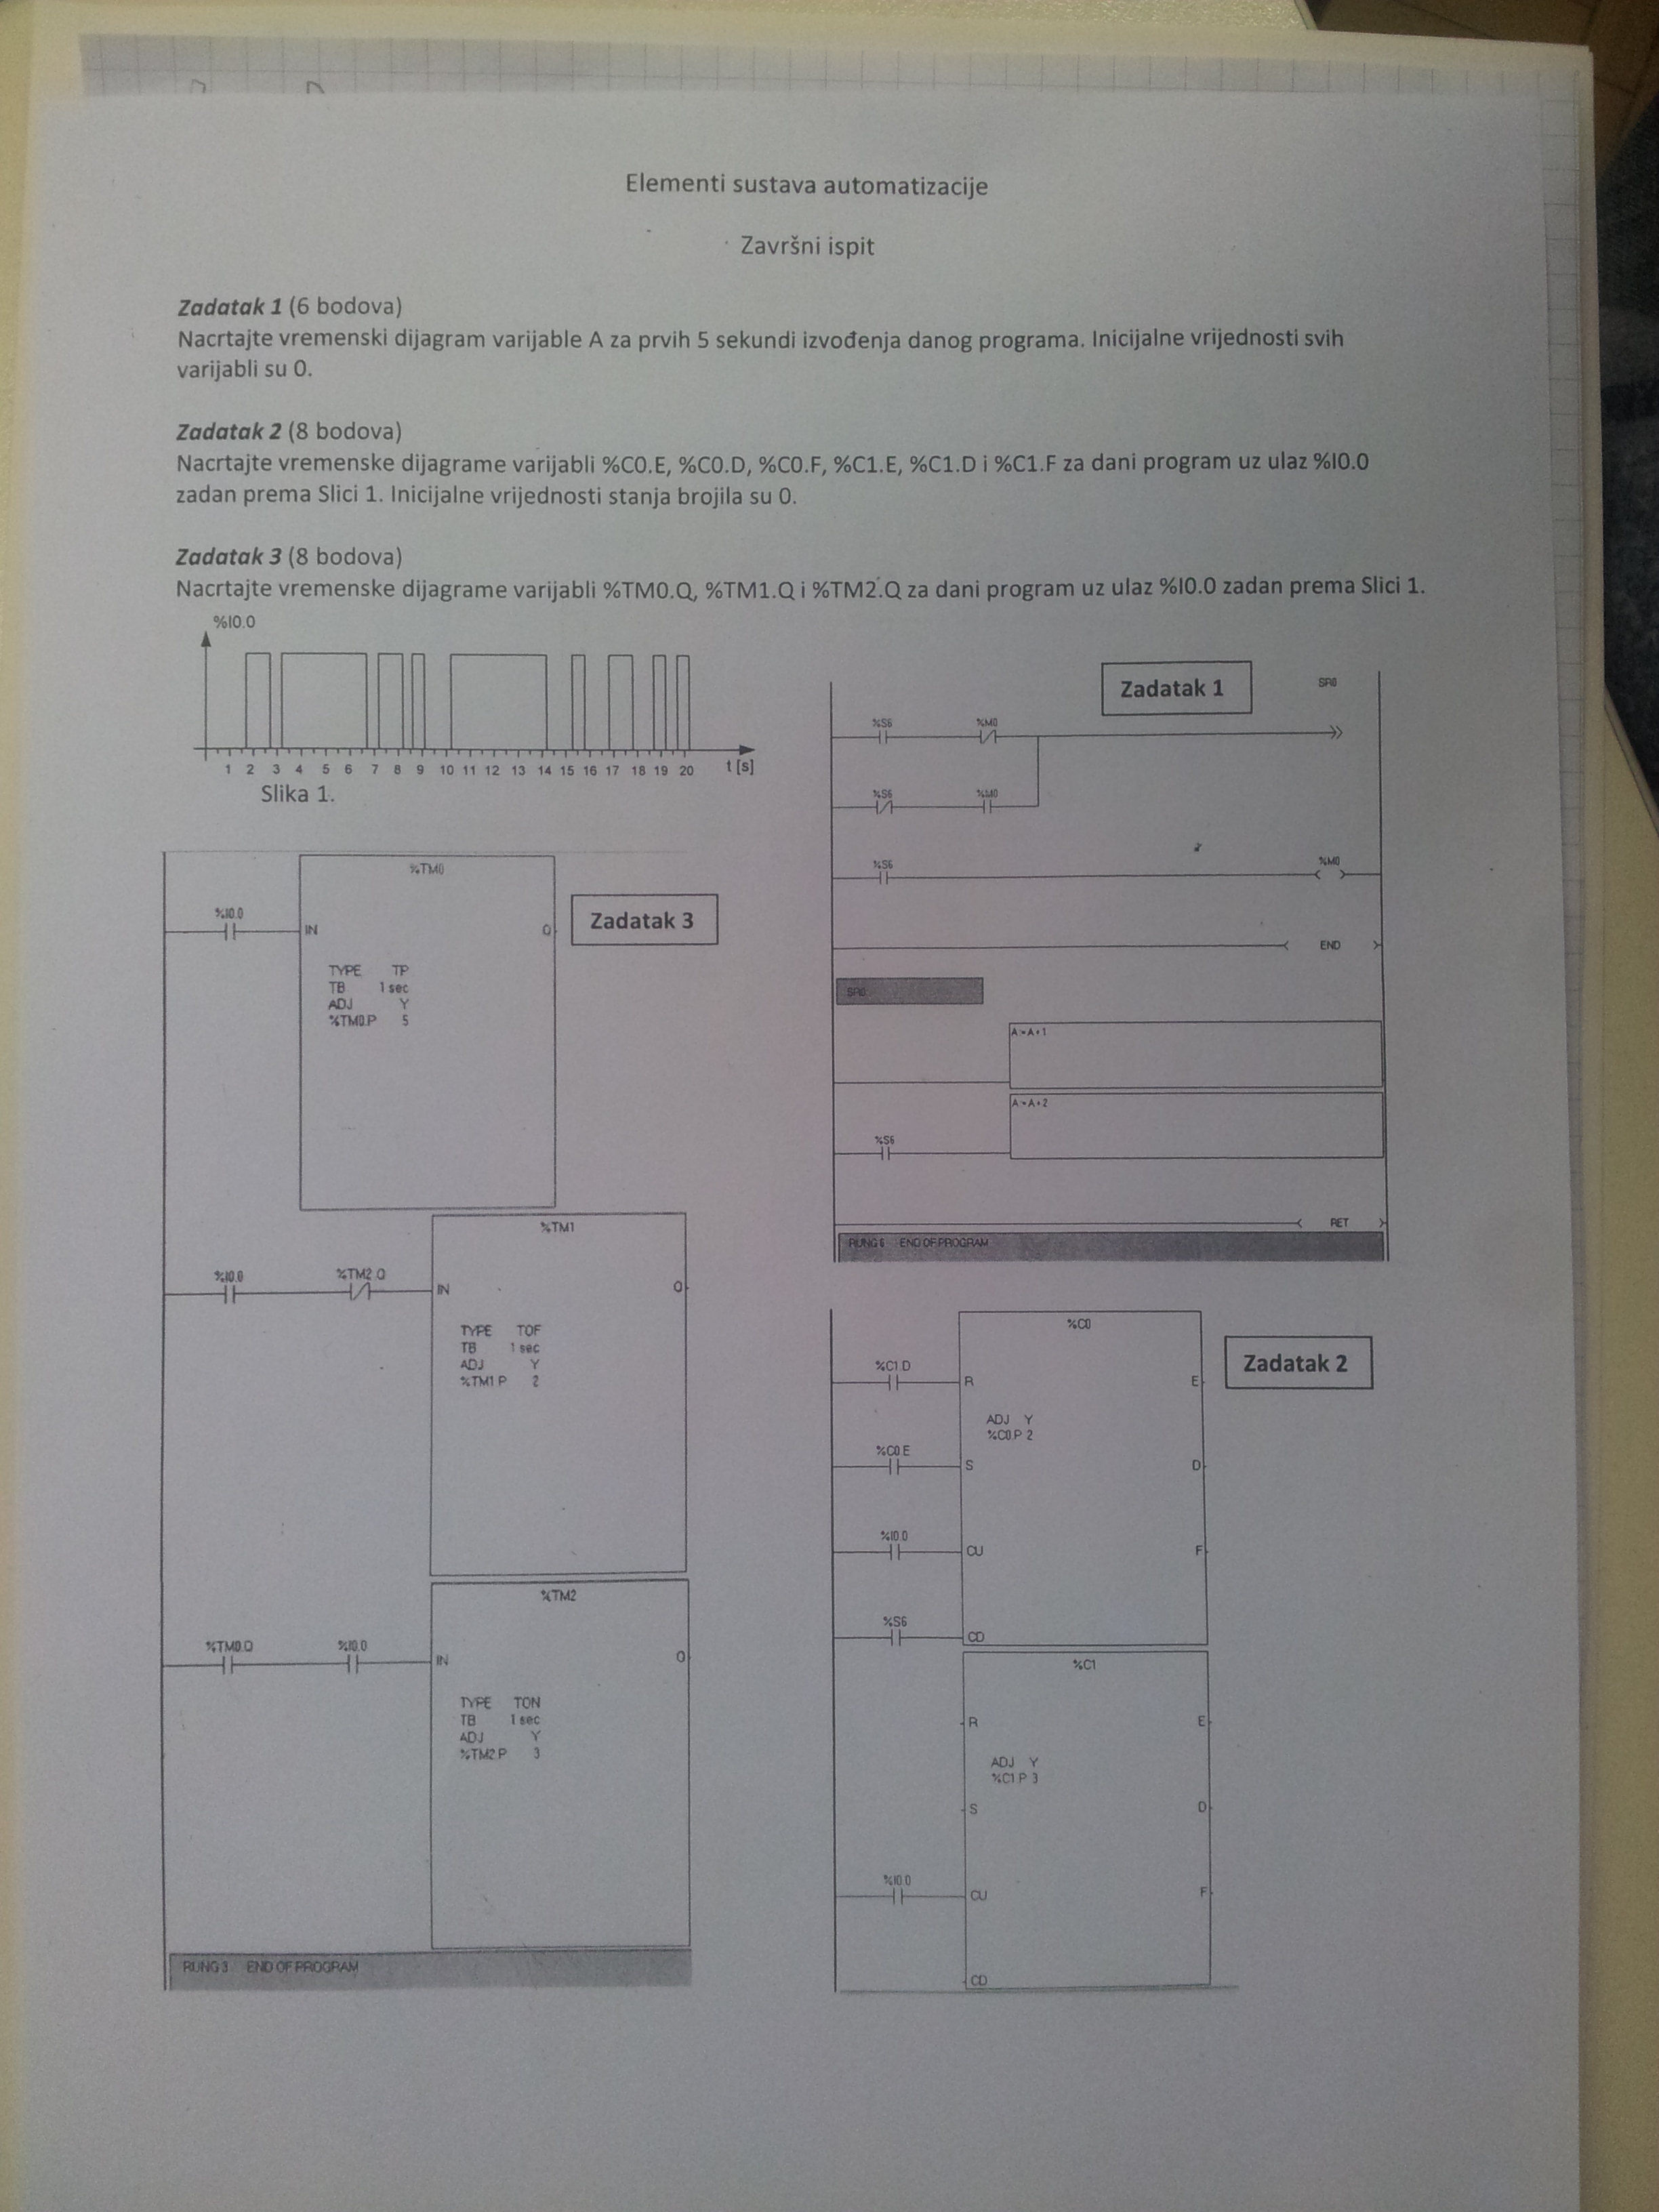 Elementi sustava automatizacije
Završni ispit
Zadatak 1 (6 bodova)
Nacrtajte vremenski dijagram varijable A za prvih 5 sekundi izvođenja danog programa. Inicijalne vrijednosti svih
varijabli su 0.
Zadatak 2 (8 bodova)
Nacrtajte vremenske dijagrame varijabli %C0.E, %C0.D, %C0.F, %C1.E, %C1.D i %C1.F za dani program uz ulaz %I0.0
zadan prema Slici 1. Inicijalne vrijednosti stanja brojila su 0.
Zadatak 3 (8 bodova)
Nacrtajte vremenske dijagrame varijabli %TM0.Q, %TM1.Q i %TM2.Q za dani program uz ulaz %I0.0 zadan prema Slici 1.
%I0.0
1 2 3 4 5 6 7 8 9 10 11 12 13 14 15 16 17 18 19 20 t [s]
Slika 1.
%TM0
Zadatak 3
%I0.0
IN Q
TYPE TP
TB 1 sec
ADJ Y
%TM0.P 5
%TM1
%I0.0 %TM2.Q
IN Q
TYPE TOF
TB 1 sec
ADJ Y
%TM1.P 2
%TM2
%TM0.Q %I0.0
IN Q
TYPE TON
TB 1 sec
ADJ Y
%TM2.P 3
RUNG 3 END OF PROGRAM
Zadatak 1
SR0
%S6 %M0
%S6 %M0
%S6 %M0
END
SR0
A:=A+1
A:=A+2
%S6
RET
RUNG 6 END OF PROGRAM
%C0
Zadatak 2
%C1.D
R E
ADJ Y
%C0.P 2
%C0.E
S D
%I0.0
CU F
%S6
CD
%C1
R E
ADJ Y
%C1.P 3
S D
%I0.0
CU F
CD